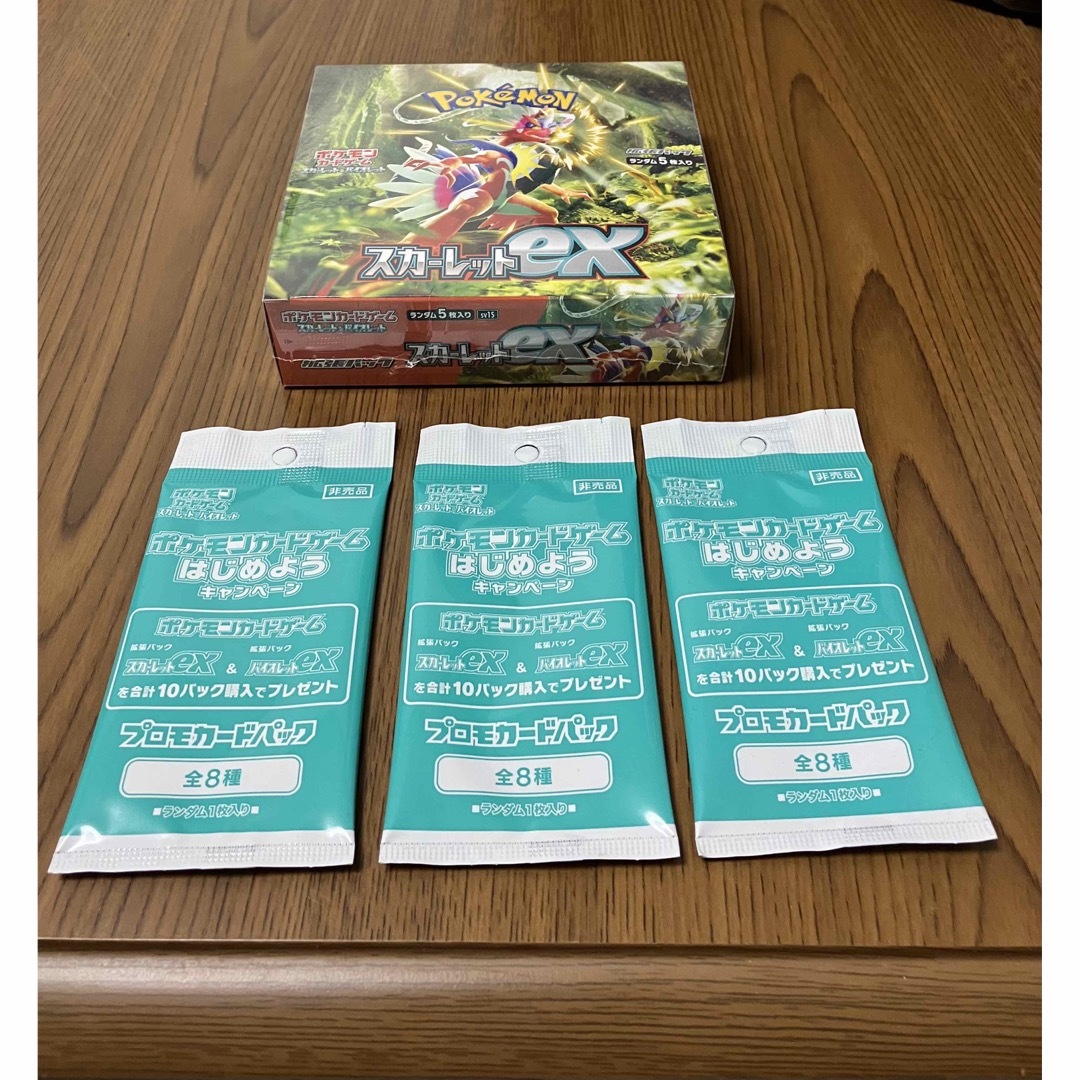 POKÉMON
ポケモン
カードゲーム
スカーレット&バイオレット
拡張パック
ランダム5枚入り
スカーレットex
ポケモンカードゲーム
スカーレット&バイオレット
ランダム5枚入り sv1S
拡張パック
スカーレットex
ポケモン
カードゲーム
スカーレット&バイオレット
非売品
ポケモンカードゲーム
はじめよう
キャンペーン
ポケモンカードゲーム
拡張パック 拡張パック
スカーレットex & バイオレットex
を合計10パック購入でプレゼント
プロモカードパック
全8種
■ランダム1枚入り■
ポケモン
カードゲーム
スカーレット&バイオレット
非売品
ポケモンカードゲーム
はじめよう
キャンペーン
ポケモンカードゲーム
拡張パック 拡張パック
スカーレットex & バイオレットex
を合計10パック購入でプレゼント
プロモカードパック
全8種
■ランダム1枚入り■
ポケモン
カードゲーム
スカーレット&バイオレット
非売品
ポケモンカードゲーム
はじめよう
キャンペーン
ポケモンカードゲーム
拡張パック 拡張パック
スカーレットex & バイオレットex
を合計10パック購入でプレゼント
プロモカードパック
全8種
■ランダム1枚入り■